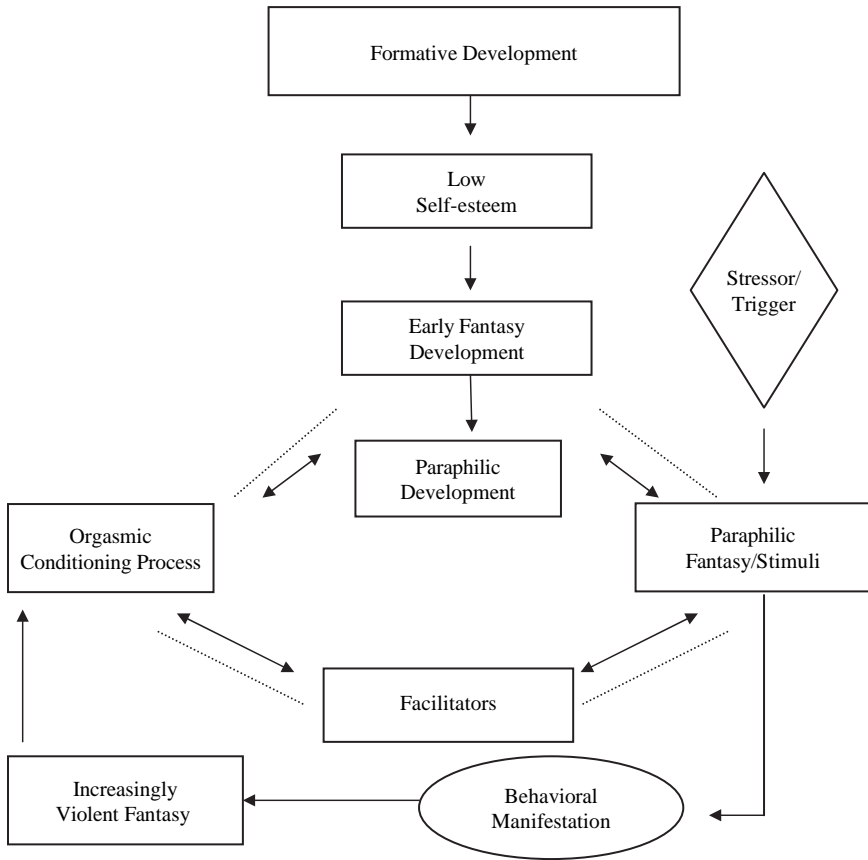 Formative Development
Low
Self-esteem
Stressor/
Trigger
Early Fantasy
Development
Paraphilic
Development
Orgasmic
Conditioning Process
Paraphilic
Fantasy/Stimuli
Facilitators
Increasingly
Violent Fantasy
Behavioral
Manifestation